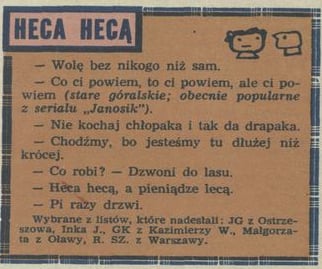 HECA HECĄ
— Wolę bez nikogo niż sam.
— Co ci powiem, to ci powiem, ale ci po-
wiem (stare góralskie; obecnie popularne
z serialu „Janosik”).
— Nie kochaj chłopaka i tak da drapaka.
— Chodźmy, bo jesteśmy tu dłużej niż
krócej.
— Co robi? — Dzwoni do lasu.
— Heca hecą, a pieniądze lecą.
— Pi razy drzwi.
Wybrane z listów, które nadesłali: JG z Ostrze-
szowa, Inka J., GK z Kazimierzy W., Małgorza-
ta z Oławy, R. SZ. z Warszawy.